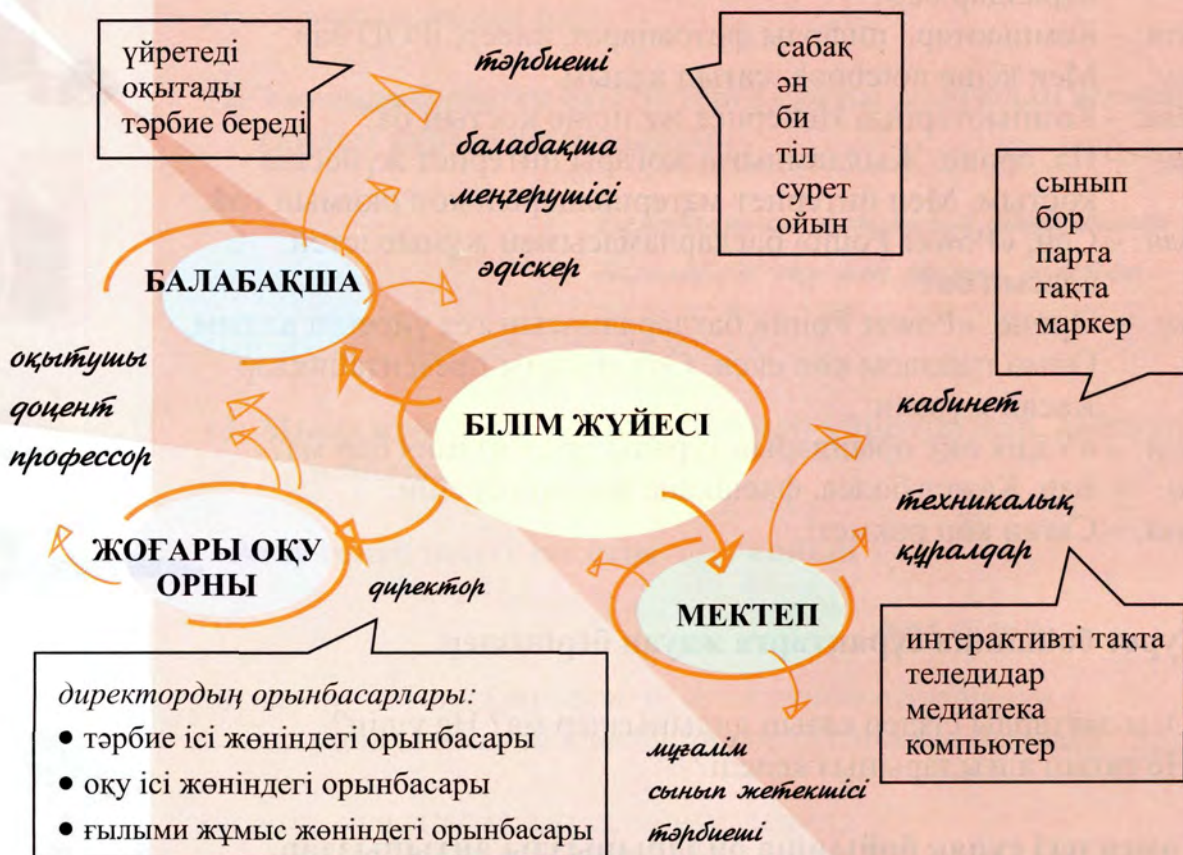 үйретеді
оқытады
тәрбие береді
тәрбиеші
балабақша
меңгерушісі
әдіскер
сабақ
ән
би
тіл
сурет
ойын
сынып
бор
парта
тақта
маркер
БАЛАБАҚША
оқытушы
доцент
профессор
БІЛІМ ЖҮЙЕСІ
кабинет
техникалық
құралдар
ЖОҒАРЫ ОҚУ
ОРНЫ
директор
МЕКТЕП
интерактивті тақта
теледидар
медиатека
компьютер
директордың орынбасарлары:
• тәрбие ісі жөніндегі орынбасары
• оқу ісі жөніндегі орынбасары
• ғылыми жұмыс жөніндегі орынбасары
мұғалім
сынып жетекшісі
тәрбиеші